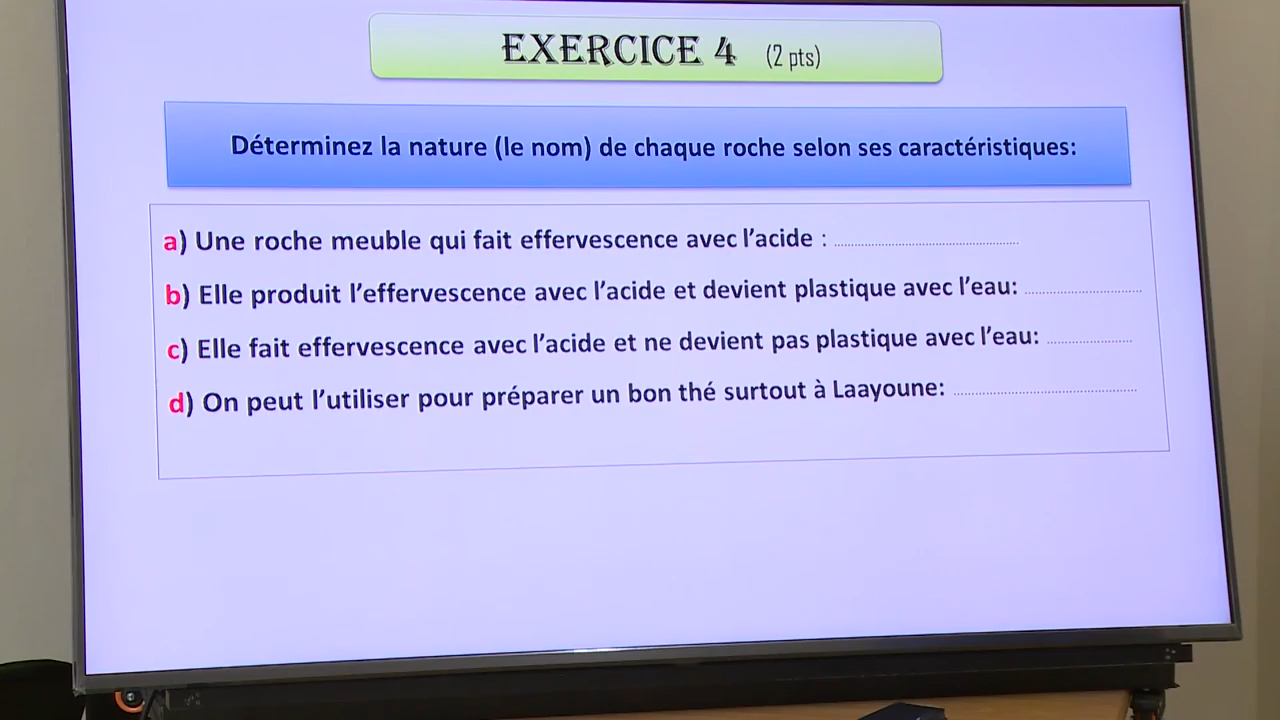 EXERCICE 4 (2 pts)
Déterminez la nature (le nom) de chaque roche selon ses caractéristiques:
a) Une roche meuble qui fait effervescence avec l'acide : ............................................................
b) Elle produit l'effervescence avec l'acide et devient plastique avec l'eau: ......................................
c) Elle fait effervescence avec l'acide et ne devient pas plastique avec l'eau: ............................
d) On peut l'utiliser pour préparer un bon thé surtout à Laayoune: ............................................................